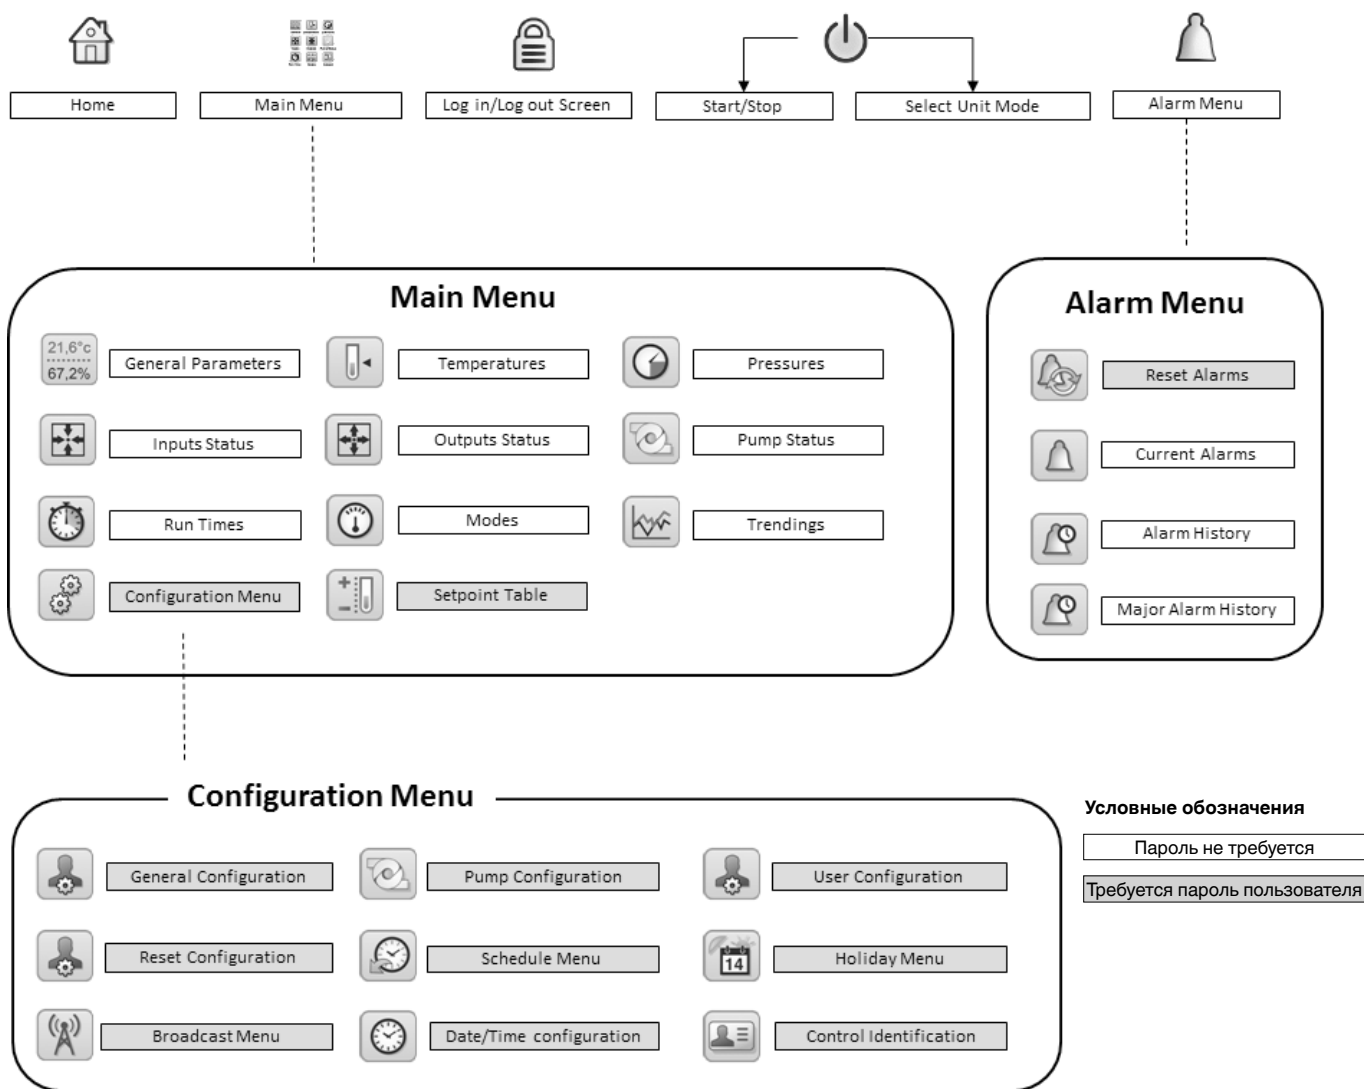 Home
Main Menu
Log in/Log out Screen
Start/Stop
Select Unit Mode
Alarm Menu
Main Menu
21,6°c
67,2%
General Parameters
Temperatures
Pressures
Inputs Status
Outputs Status
Pump Status
Run Times
Modes
Trendings
Configuration Menu
Setpoint Table
Alarm Menu
Reset Alarms
Current Alarms
Alarm History
Major Alarm History
Configuration Menu
General Configuration
Pump Configuration
User Configuration
Reset Configuration
Schedule Menu
14
Holiday Menu
Broadcast Menu
Date/Time configuration
Control Identification
Условные обозначения
Пароль не требуется
Требуется пароль пользователя